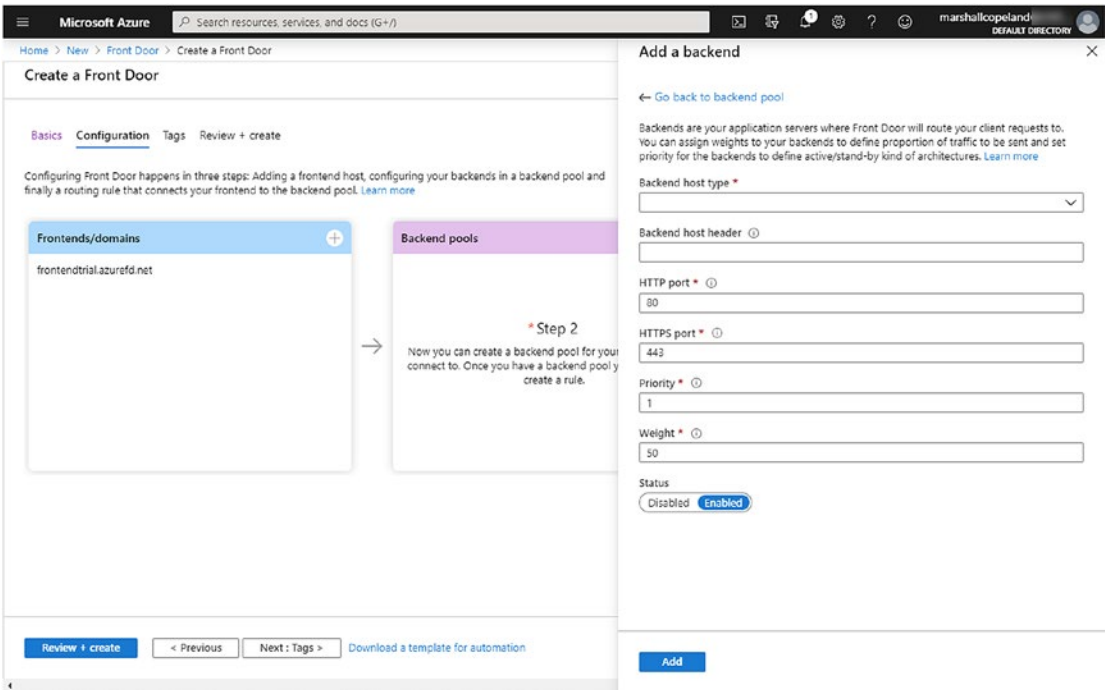 Microsoft Azure
Search resources, services, and docs (G+/)
1
marshallcopeland
DEFAULT DIRECTORY
Home > New > Front Door > Create a Front Door
Create a Front Door
Basics Configuration Tags Review + create
Configuring Front Door happens in three steps: Adding a frontend host, configuring your backends in a backend pool and
finally a routing rule that connects your frontend to the backend pool. Learn more
Frontends/domains
frontendtrial.azurefd.net
Backend pools
* Step 2
Now you can create a backend pool for your
connect to. Once you have a backend pool y
create a rule.
Review + create
< Previous
Next : Tags >
Download a template for automation
Add a backend
← Go back to backend pool
Backends are your application servers where Front Door will route your client requests to.
You can assign weights to your backends to define proportion of traffic to be sent and set
priority for the backends to define active/stand-by kind of architectures. Learn more
Backend host type *
Backend host header
HTTP port *
80
HTTPS port *
443
Priority *
1
Weight *
50
Status
Disabled Enabled
Add